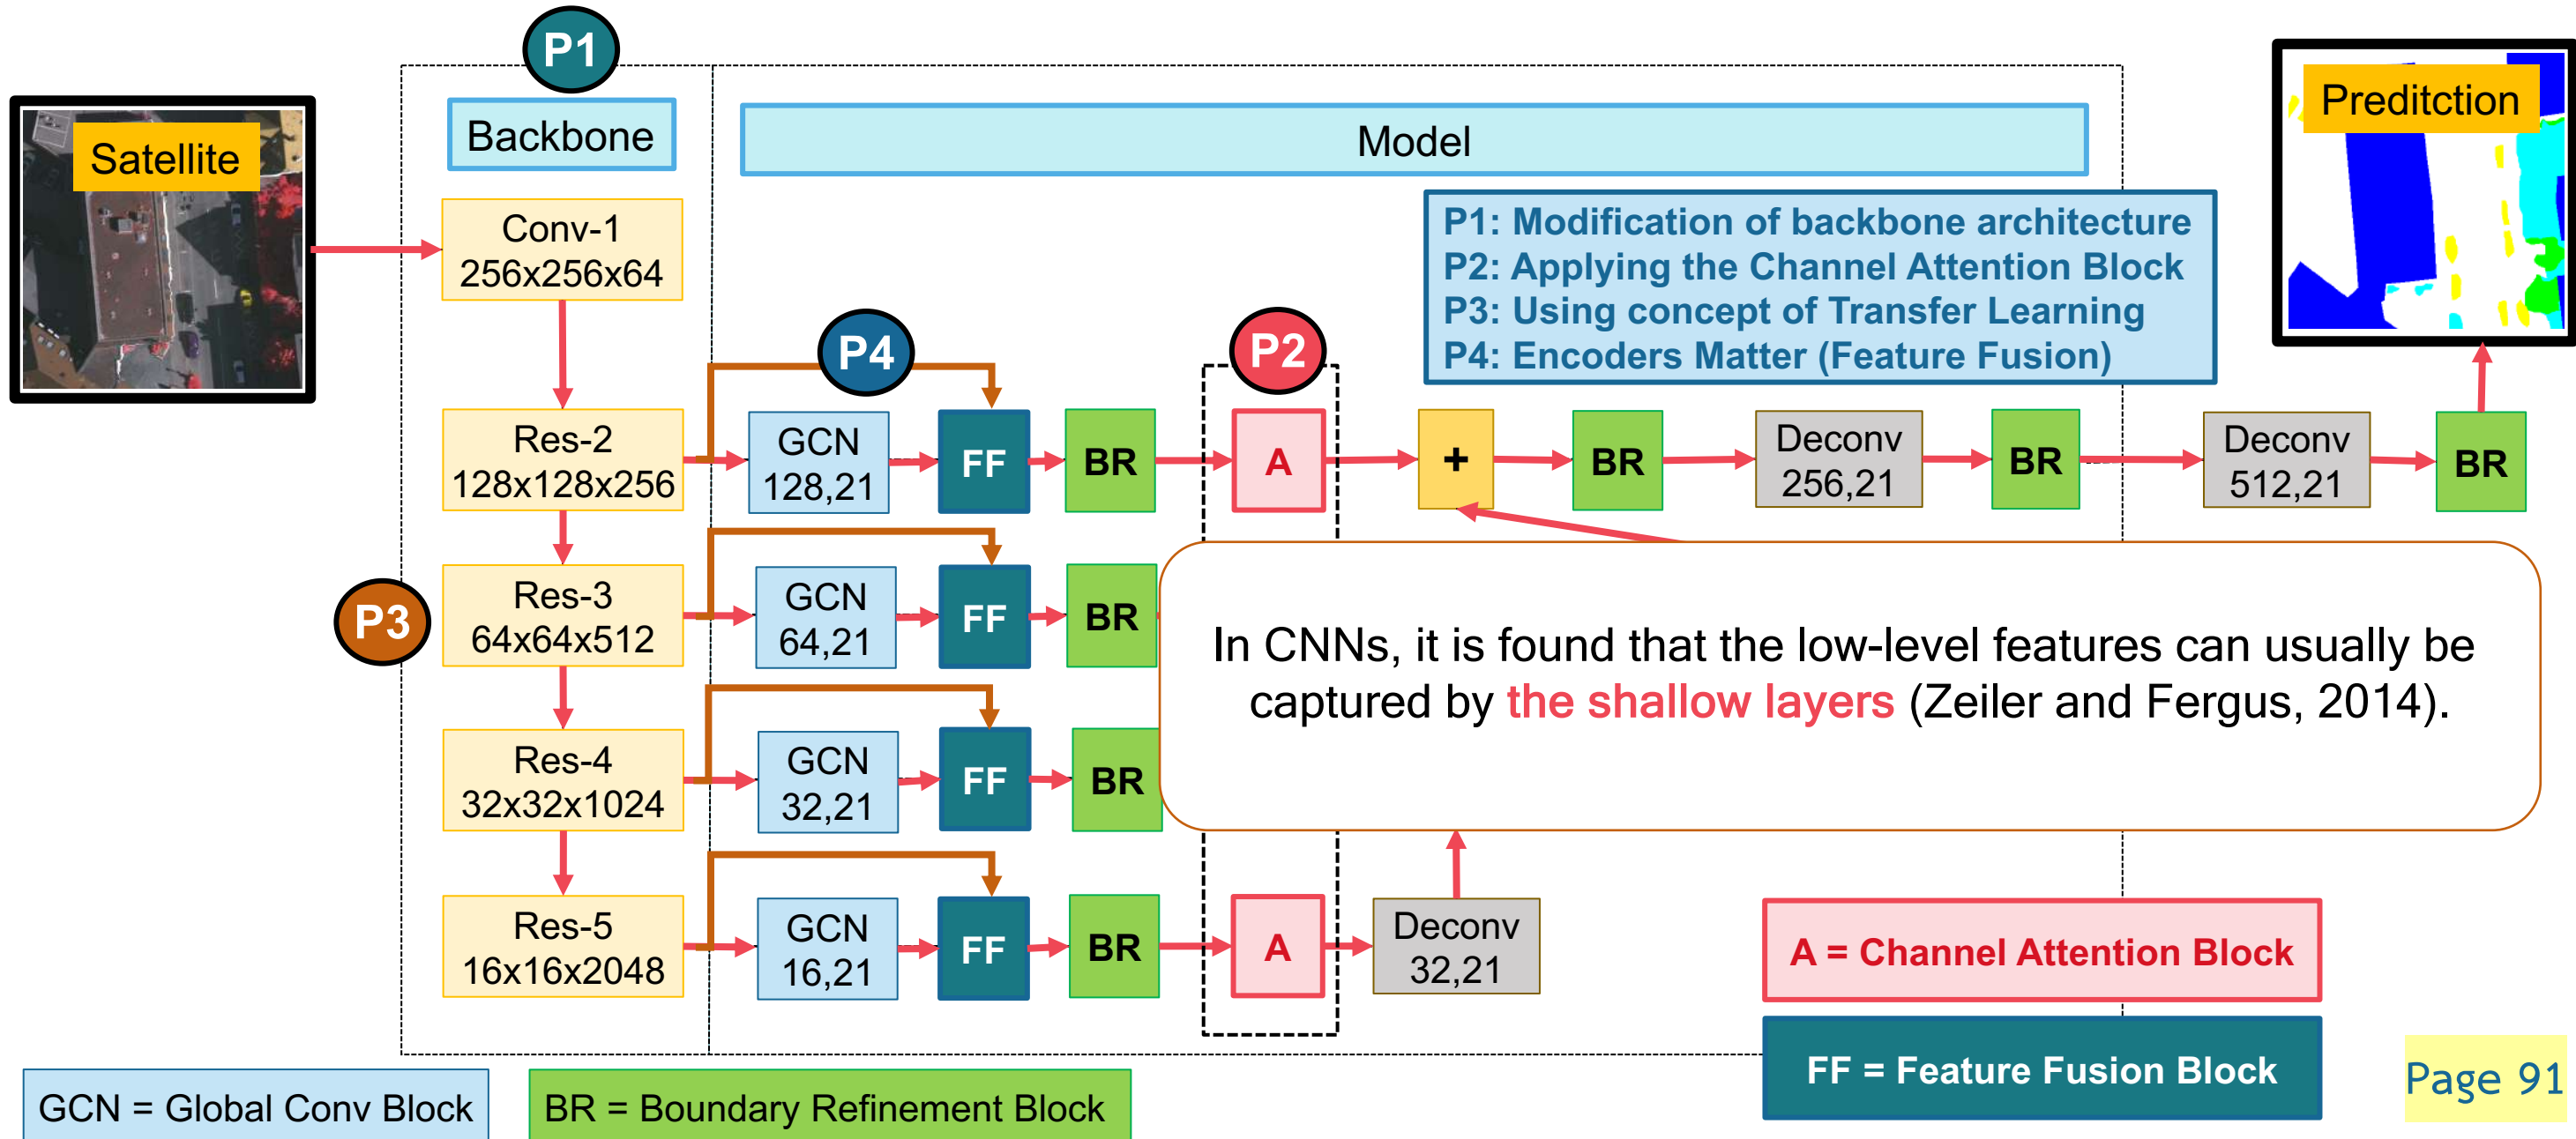 P1
Backbone
Model
Satellite
Preditction
Conv-1
256x256x64
P1: Modification of backbone architecture
P2: Applying the Channel Attention Block
P3: Using concept of Transfer Learning
P4: Encoders Matter (Feature Fusion)
P4
P2
Res-2
128x128x256
GCN
128,21
FF
BR
A
+
BR
Deconv
256,21
BR
Deconv
512,21
BR
P3
Res-3
64x64x512
GCN
64,21
FF
BR
In CNNs, it is found that the low-level features can usually be
captured by the shallow layers (Zeiler and Fergus, 2014).
Res-4
32x32x1024
GCN
32,21
FF
BR
Res-5
16x16x2048
GCN
16,21
FF
BR
A
Deconv
32,21
A = Channel Attention Block
FF = Feature Fusion Block
Page 91
GCN = Global Conv Block
BR = Boundary Refinement Block